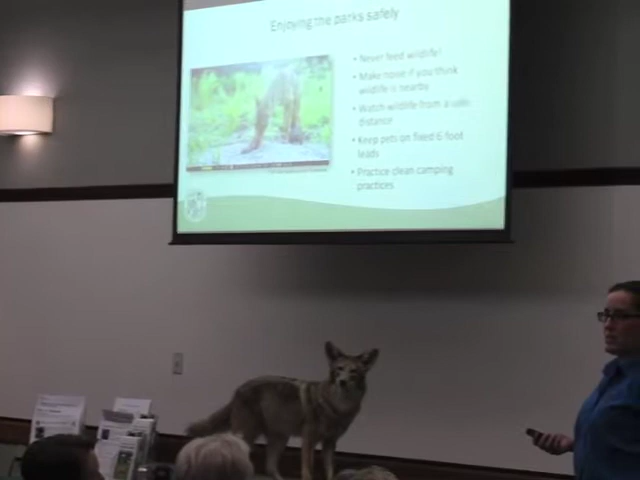 Enjoying the parks safely
• Never feed wildlife!
• Make noise if you think
wildlife is nearby
• Watch wildlife from a safe
distance
• Keep pets on fixed 6 foot
leads
• Practice clean camping
practices